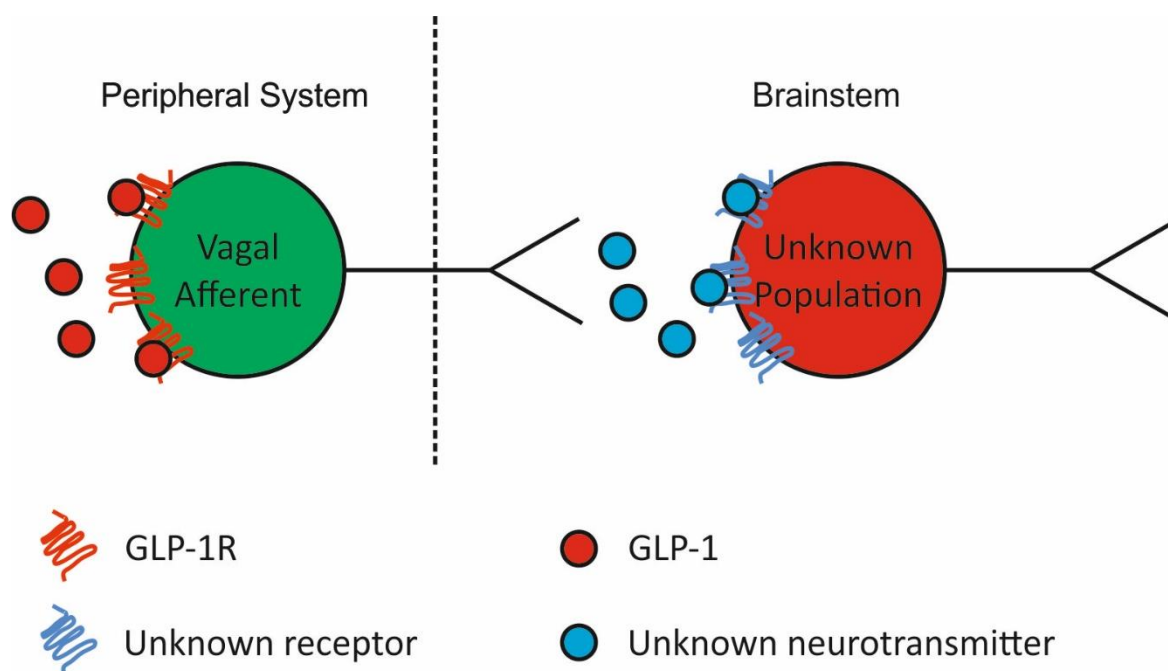 Peripheral System
Brainstem
Vagal
Afferent
Unknown
Population
GLP-1R
GLP-1
Unknown receptor
Unknown neurotransmitter